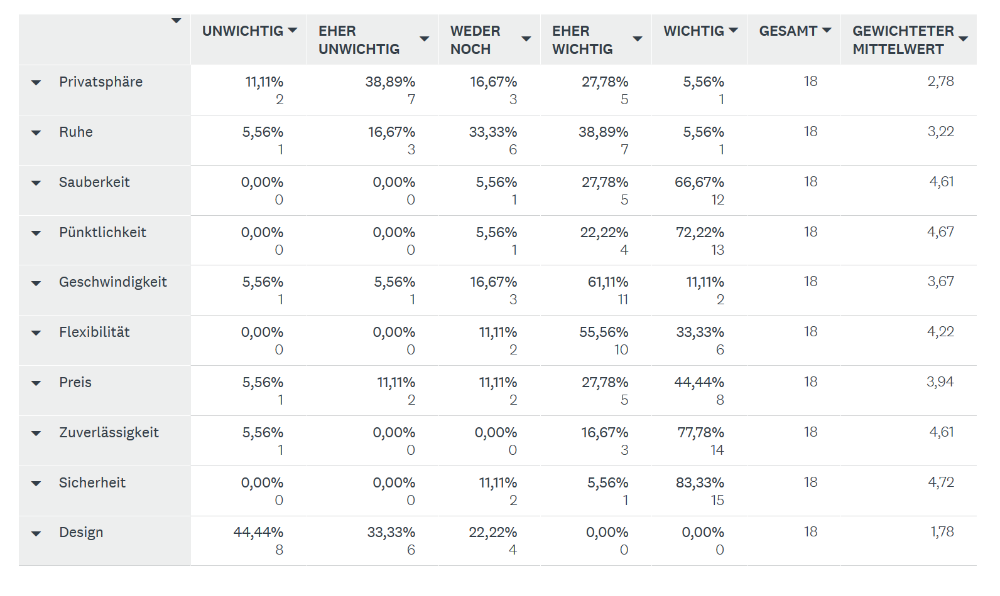 UNWICHTIG EHER UNWICHTIG WEDER NOCH EHER WICHTIG WICHTIG GESAMT GEWICHTETER MITTELWERT
Privatsphäre 11,11% 38,89% 16,67% 27,78% 5,56% 18 2,78
2 7 3 5 1
Ruhe 5,56% 16,67% 33,33% 38,89% 5,56% 18 3,22
1 3 6 7 1
Sauberkeit 0,00% 0,00% 5,56% 27,78% 66,67% 18 4,61
0 0 1 5 12
Pünktlichkeit 0,00% 0,00% 5,56% 22,22% 72,22% 18 4,67
0 0 1 4 13
Geschwindigkeit 5,56% 5,56% 16,67% 61,11% 11,11% 18 3,67
1 1 3 11 2
Flexibilität 0,00% 0,00% 11,11% 55,56% 33,33% 18 4,22
0 0 2 10 6
Preis 5,56% 11,11% 11,11% 27,78% 44,44% 18 3,94
1 2 2 5 8
Zuverlässigkeit 5,56% 0,00% 0,00% 16,67% 77,78% 18 4,61
1 0 0 3 14
Sicherheit 0,00% 0,00% 11,11% 5,56% 83,33% 18 4,72
0 0 2 1 15
Design 44,44% 33,33% 22,22% 0,00% 0,00% 18 1,78
8 6 4 0 0